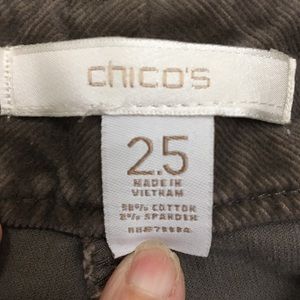 chico's
2.5
MADE IN
VIETNAM
98% COTTON
2% SPANDEX